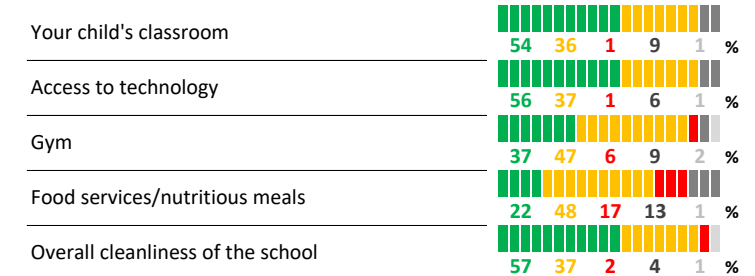 Your child's classroom
54 36 1 9 1 %
Access to technology
56 37 1 6 1 %
Gym
37 47 6 9 2 %
Food services/nutritious meals
22 48 17 13 1 %
Overall cleanliness of the school
57 37 2 4 1 %